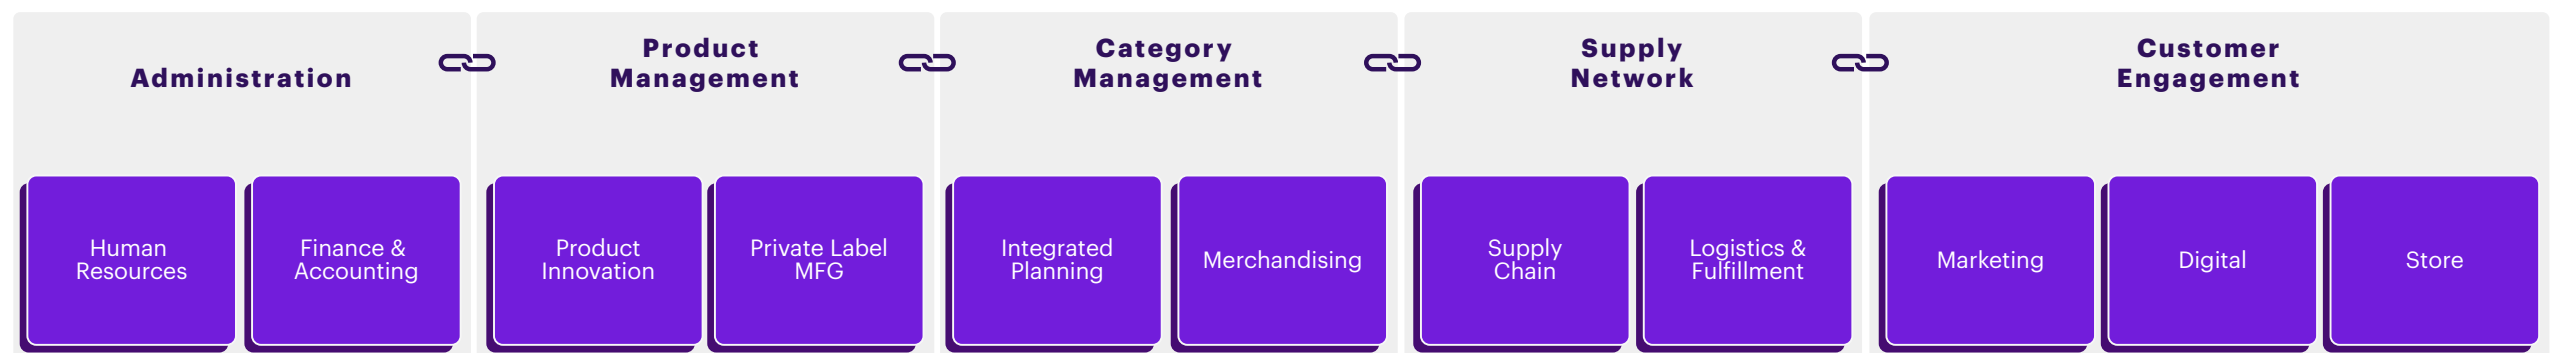 Administration
Product
Management
Category
Management
Supply
Network
Customer
Engagement
Human
Resources
Finance &
Accounting
Product
Innovation
Private Label
MFG
Integrated
Planning
Merchandising
Supply
Chain
Logistics &
Fulfillment
Marketing
Digital
Store